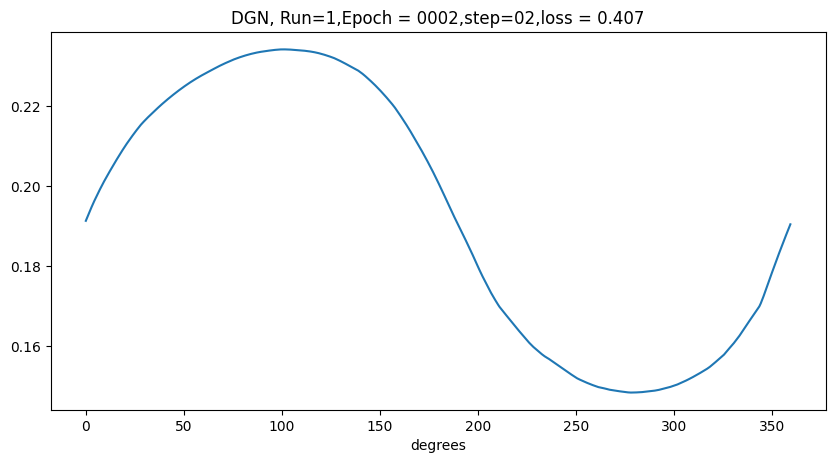 DGN, Run=1,Epoch = 0002,step=02,loss = 0.407
0.22
0.20
0.18
0.16
0 50 100 150 200 250 300 350
degrees